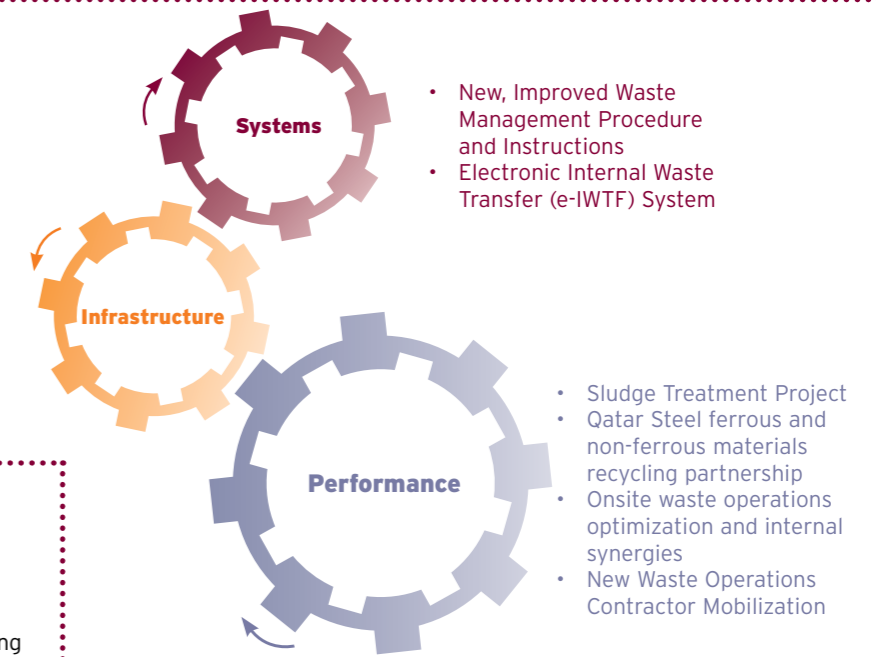 Systems
• New, Improved Waste
Management Procedure
and Instructions
• Electronic Internal Waste
Transfer (e-IWTF) System
Infrastructure
Performance
• Sludge Treatment Project
• Qatar Steel ferrous and
non-ferrous materials
recycling partnership
• Onsite waste operations
optimization and internal
synergies
• New Waste Operations
Contractor Mobilization
ng